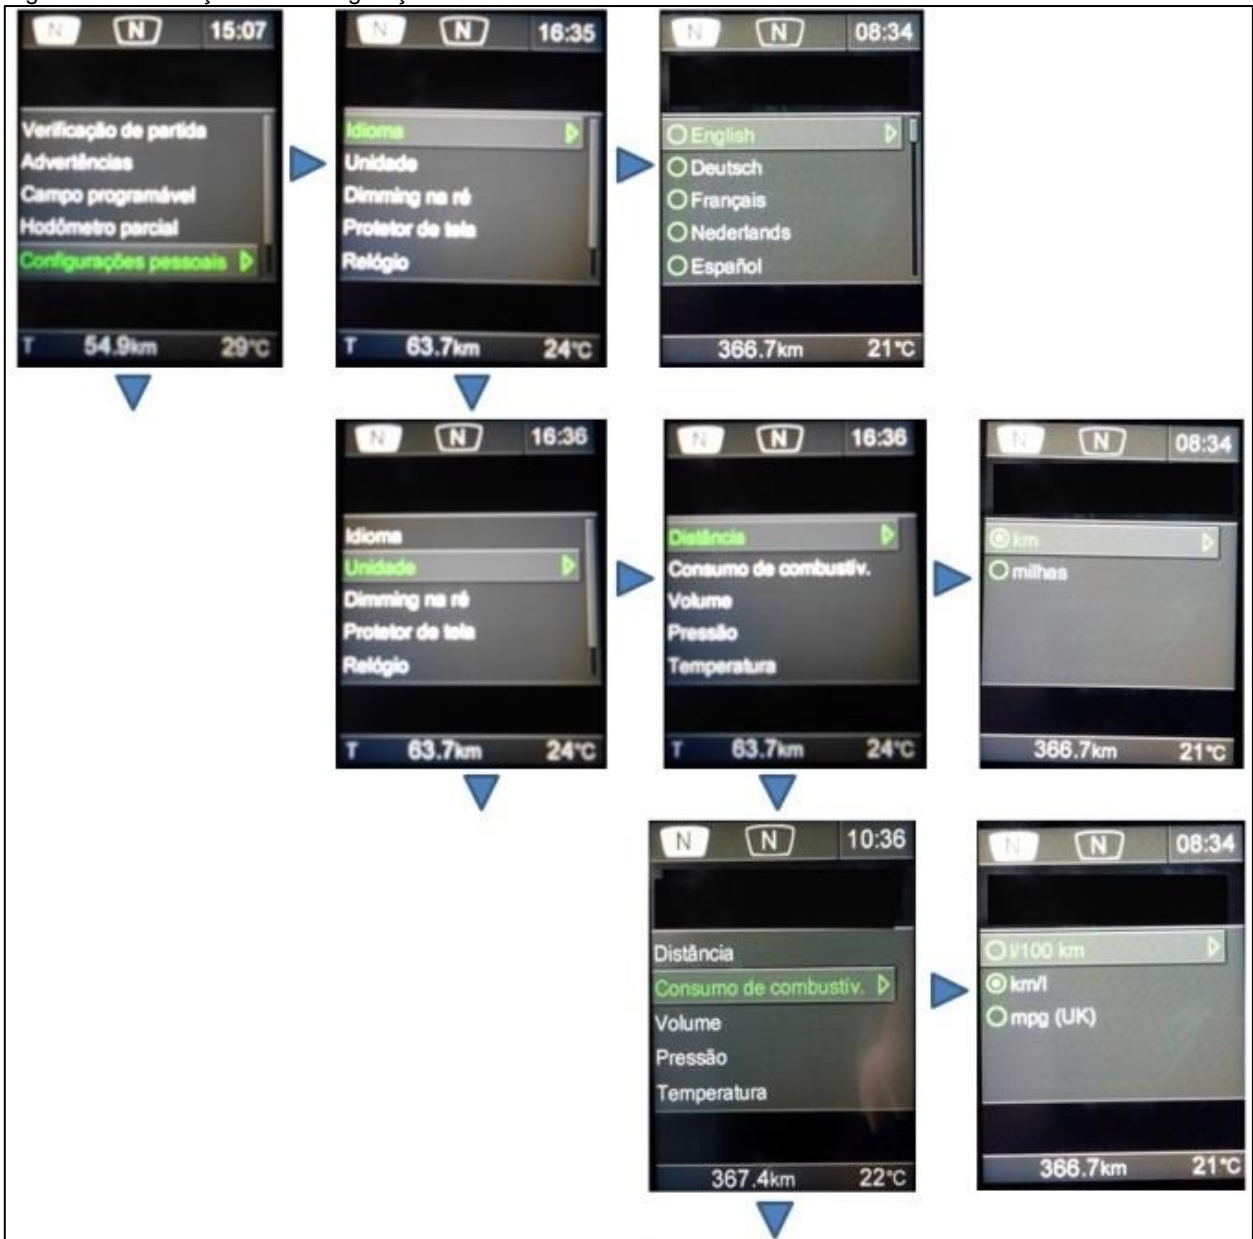 N N 15:07
Verificação de partida
Advertências
Campo programável
Hodômetro parcial
Configurações pessoais
T 54.9km 29°C
N N 16:35
Idioma
Unidade
Dimming na ré
Protetor de tela
Relógio
T 63.7km 24°C
N N 08:34
English
Deutsch
Français
Nederlands
Español
366.7km 21°C
N N 16:36
Idioma
Unidade
Dimming na ré
Protetor de tela
Relógio
T 63.7km 24°C
N N 16:36
Distância
Consumo de combustív.
Volume
Pressão
Temperatura
T 63.7km 24°C
N N 08:34
km
milhas
366.7km 21°C
N N 10:36
Distância
Consumo de combustív.
Volume
Pressão
Temperatura
367.4km 22°C
N N 08:34
l/100 km
km/l
mpg (UK)
366.7km 21°C